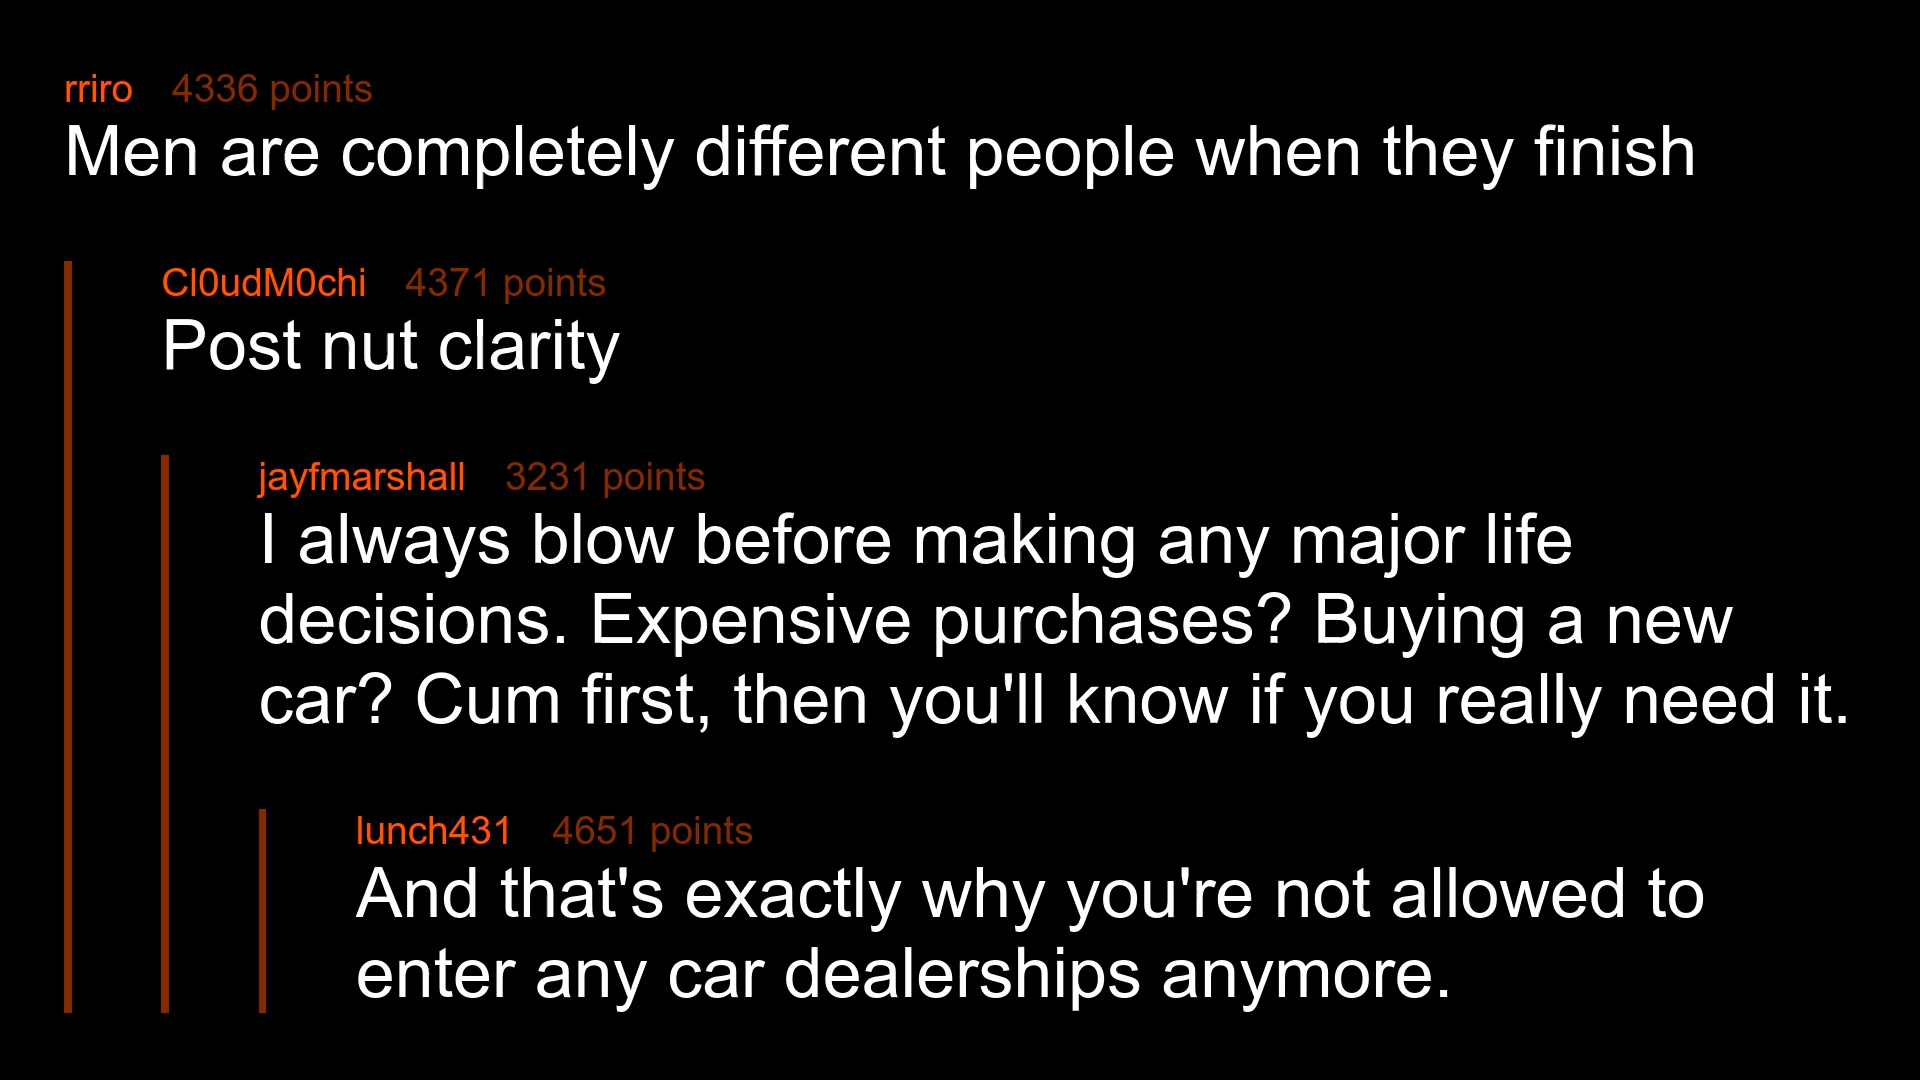 rriro 4336 points
Men are completely different people when they finish
Cl0udM0chi 4371 points
Post nut clarity
jayfmarshall 3231 points
I always blow before making any major life
decisions. Expensive purchases? Buying a new
car? Cum first, then you'll know if you really need it.
lunch431 4651 points
And that's exactly why you're not allowed to
enter any car dealerships anymore.